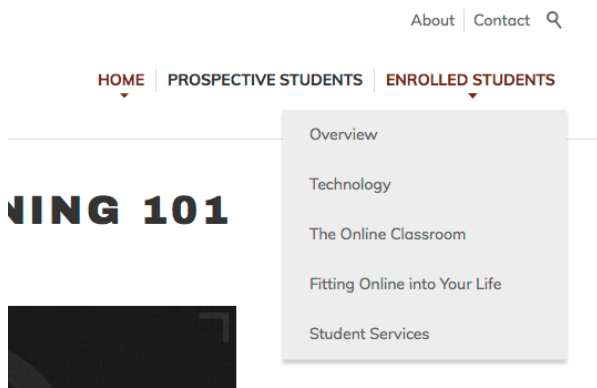 About Contact
HOME PROSPECTIVE STUDENTS ENROLLED STUDENTS
Overview
Technology
NING 101
The Online Classroom
Fitting Online into Your Life
Student Services